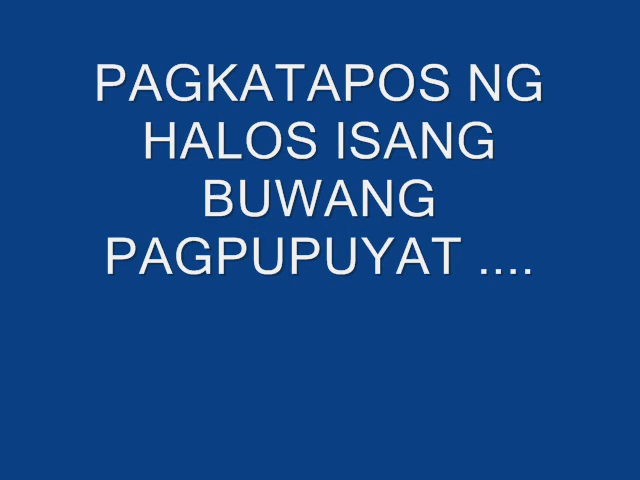 PAGKATAPOS NG
HALOS ISANG
BUWANG
PAGPUPUYAT ....